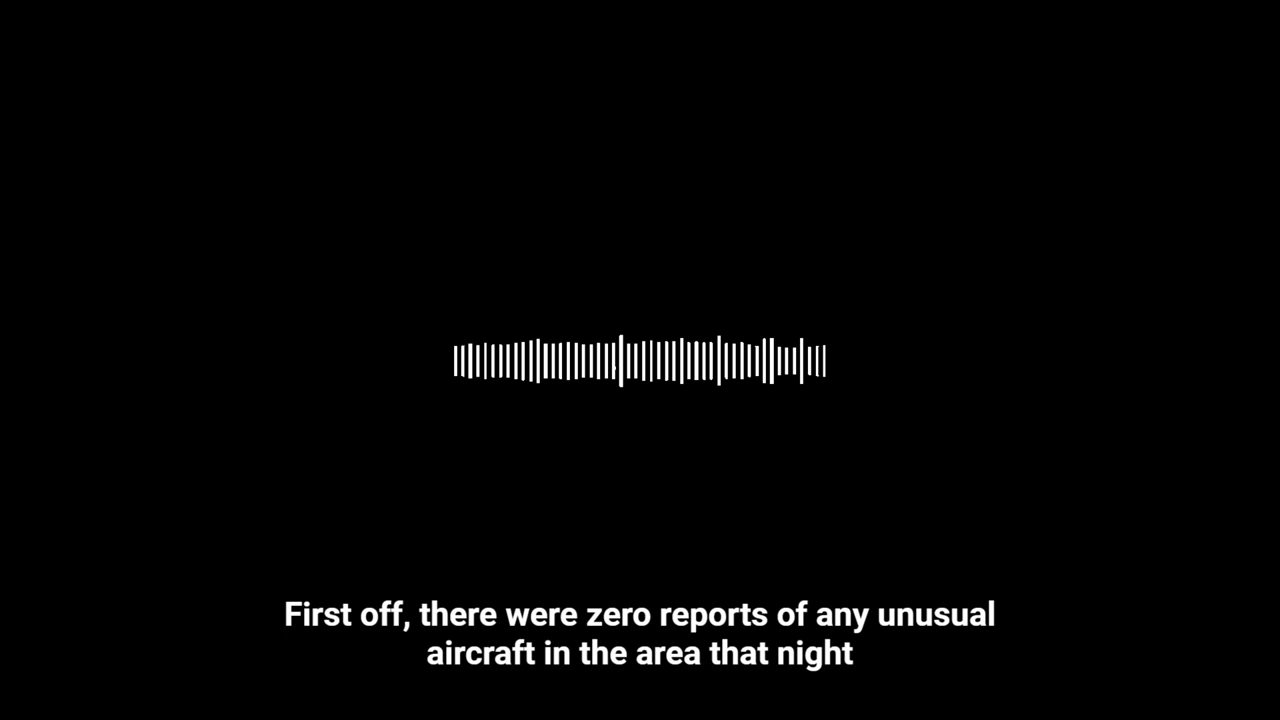 First off, there were zero reports of any unusual
aircraft in the area that night